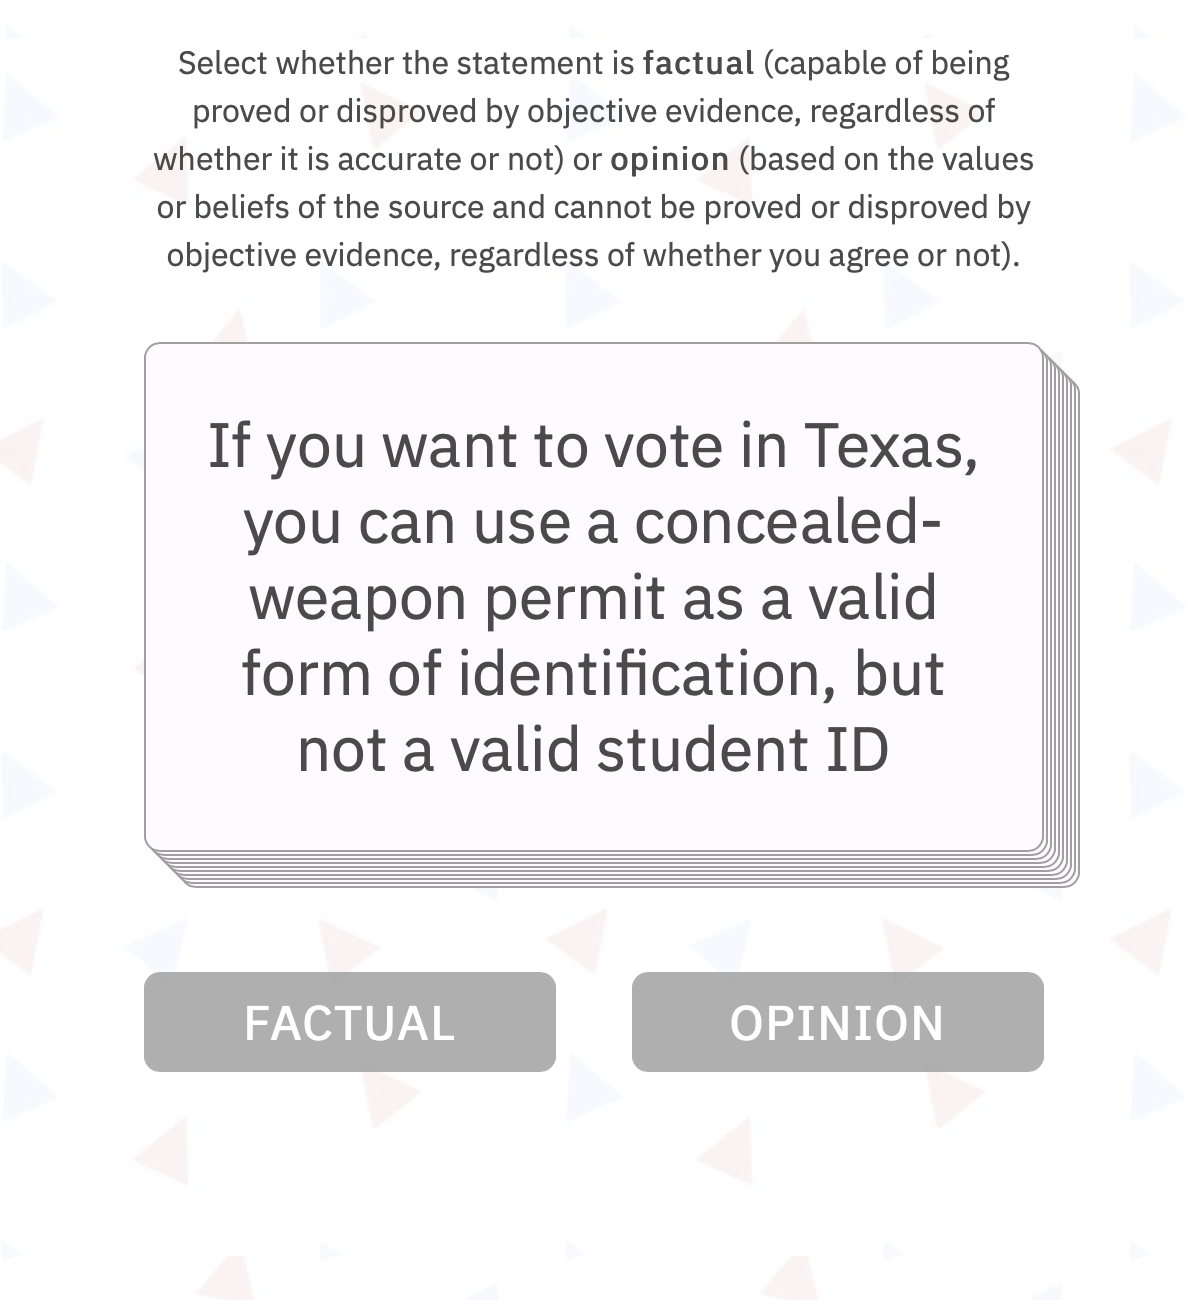 Select whether the statement is factual (capable of being
proved or disproved by objective evidence, regardless of
whether it is accurate or not) or opinion (based on the values
or beliefs of the source and cannot be proved or disproved by
objective evidence, regardless of whether you agree or not).
If you want to vote in Texas,
you can use a concealed-
weapon permit as a valid
form of identification, but
not a valid student ID
FACTUAL
OPINION